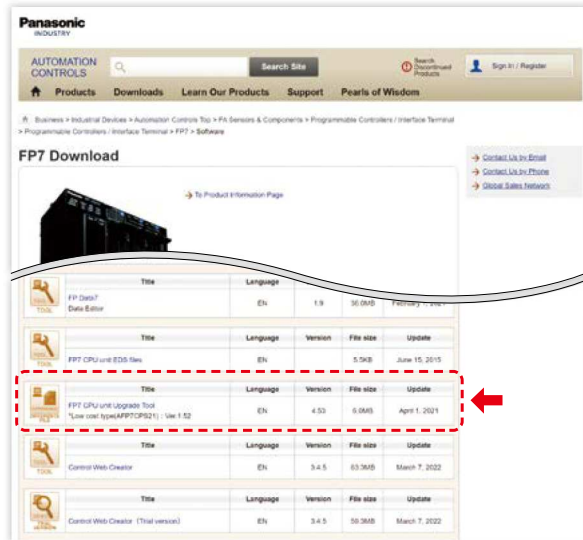 Panasonic
INDUSTRY
AUTOMATION
CONTROLS
Search Site
Search
Discontinued
Products
Sign In / Register
Products Downloads Learn Our Products Support Pearls of Wisdom
Business > Industrial Devices > Automation Controls Top > FA Sensors & Components > Programmable Controllers / Interface Terminal
> Programmable Controllers / Interface Terminal > FP7 > Software
FP7 Download
Contact Us by Email
Contact Us by Phone
Global Sales Network
To Product Information Page
Title Language
TOOL
FP Data7
Data Editor
EN 1.9 36.0MB
Title Language Version File size Update
TOOL
FPT CPU unit EDS files EN 5.5KB June 15, 2015
Title Language Version File size Update
FILE
FP7 CPU unit Upgrade Tool
*Low cost type(AFP7CPS21) : Ver.1.52
EN 4.53 6.0MB April 1, 2021
Title Language Version File size Update
TOOL
Control Web Creator EN 3.4.5 63.3MB March 7, 2022
Title Language Version File size Update
TRIAL
VERSION
Control Web Creator (Trial version) EN 3.4.5 59.3MB March 7, 2022